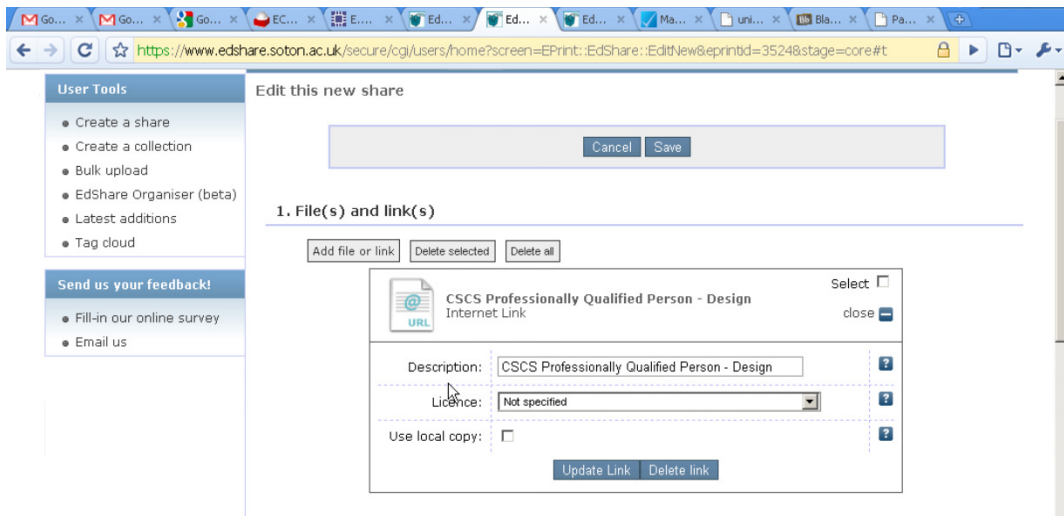 Go... Go... Go... EC... E.... Ed... Ed... Ed... Ma... uni... Bla... Pa...
https://www.edshare.soton.ac.uk/secure/cgi/users/home?screen=EPrint::EdShare::EditNew&eprintid=3524&stage=core#t
User Tools
Create a share
Create a collection
Bulk upload
EdShare Organiser (beta)
Latest additions
Tag cloud
Send us your feedback!
Fill-in our online survey
Email us
Edit this new share
Cancel Save
1. File(s) and link(s)
Add file or link Delete selected Delete all
Select
@ URL
CSCS Professionally Qualified Person - Design
Internet Link
close
Description: CSCS Professionally Qualified Person - Design ?
Licence: Not specified ?
Use local copy: ?
Update Link Delete link